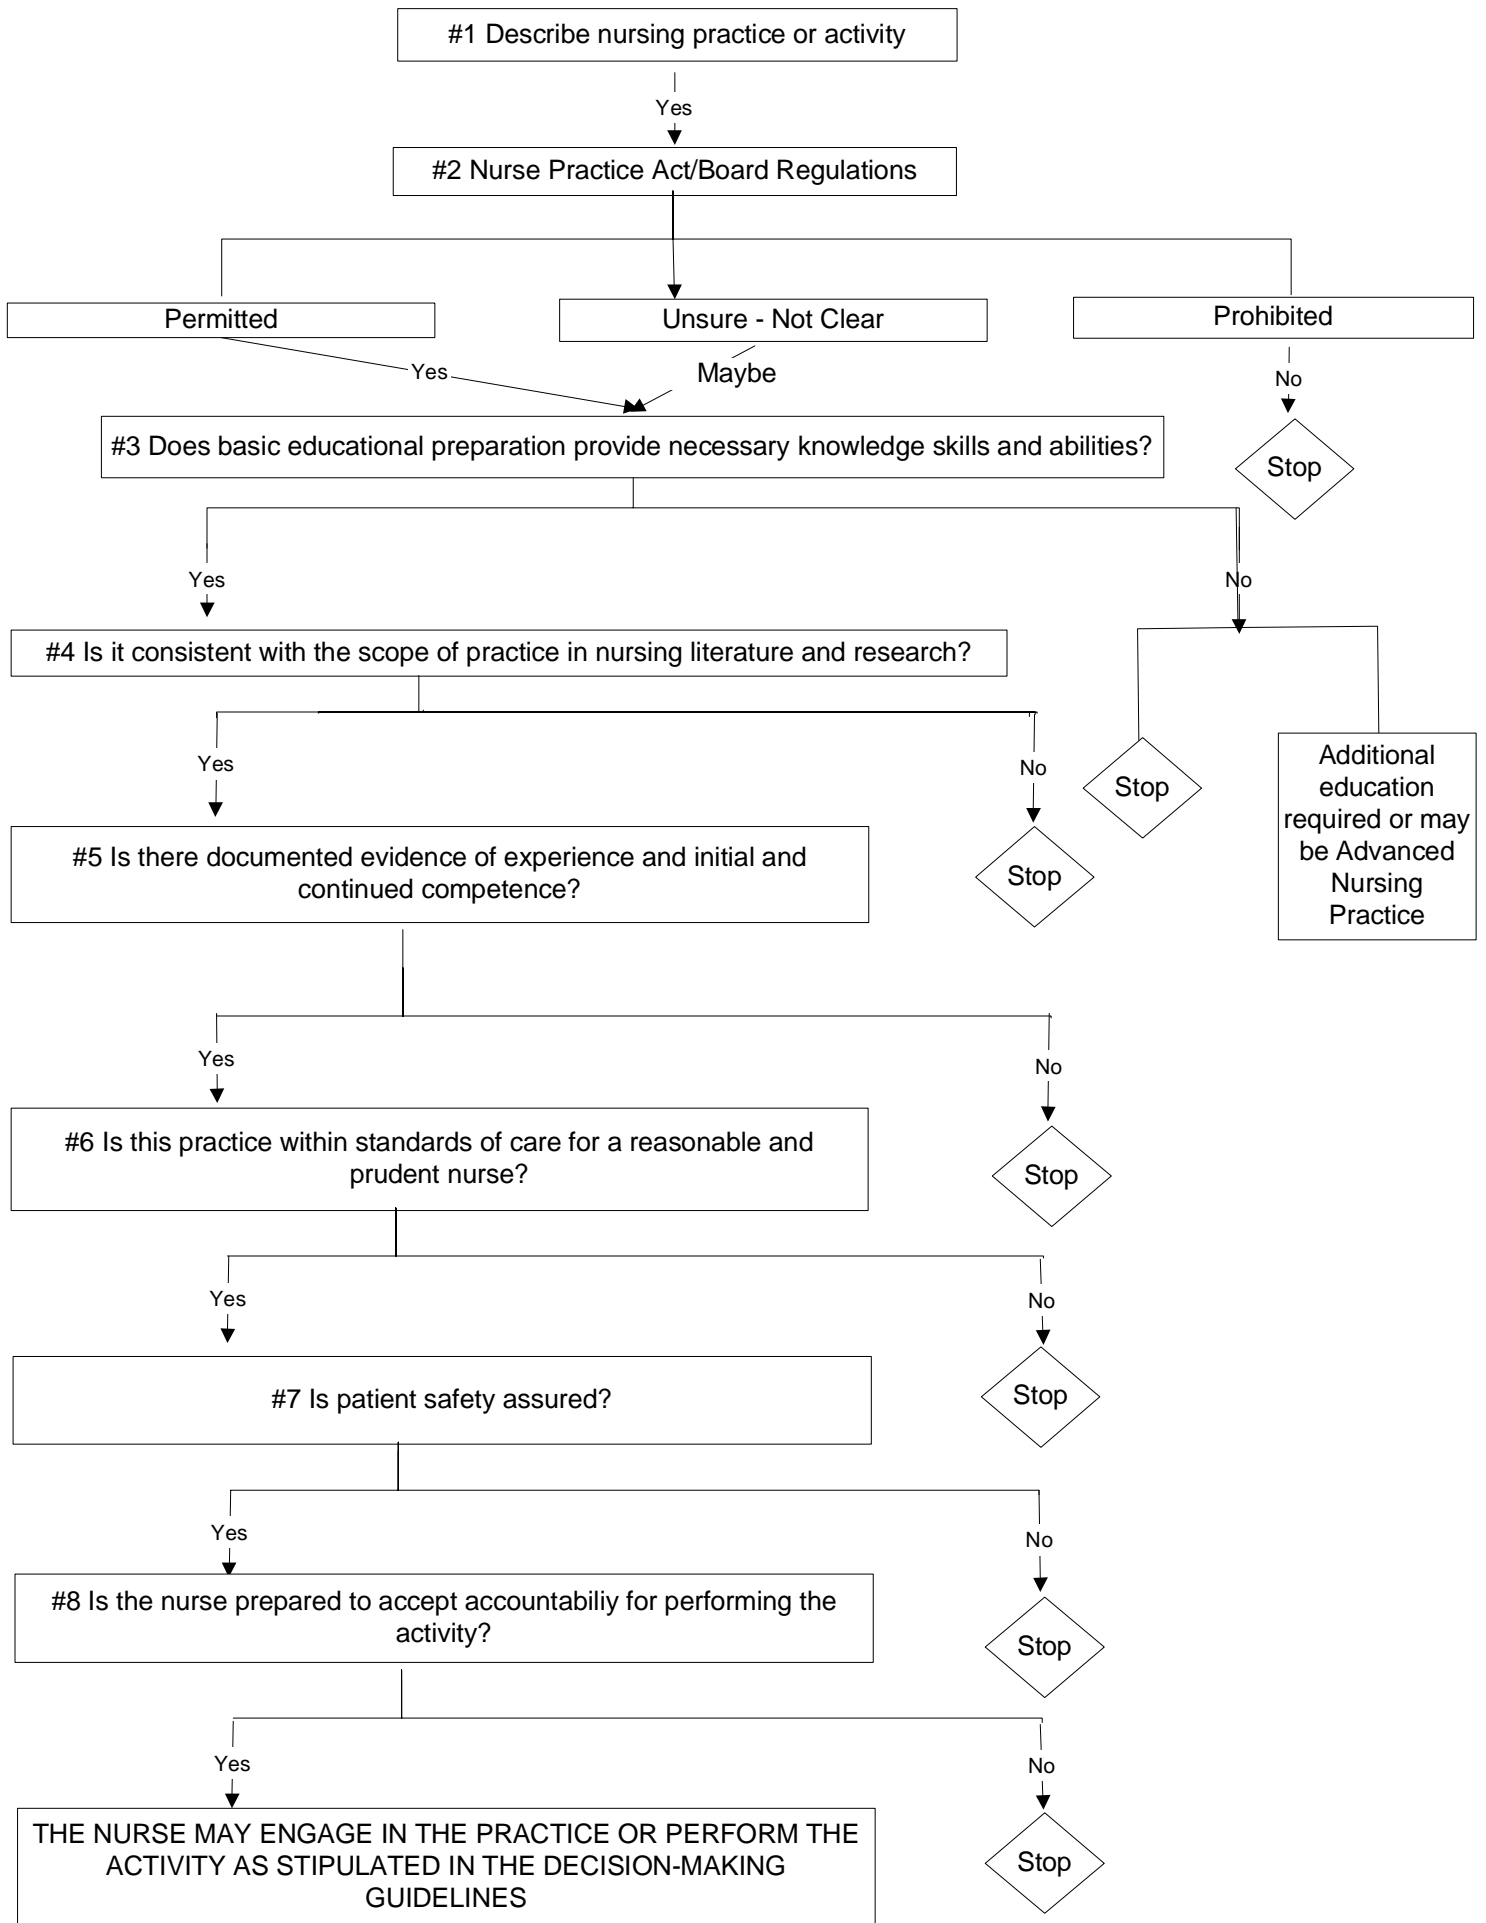 #1 Describe nursing practice or activity
Yes
#2 Nurse Practice Act/Board Regulations
Permitted
Unsure - Not Clear
Prohibited
Yes
Maybe
No
#3 Does basic educational preparation provide necessary knowledge skills and abilities?
Stop
Yes
No
#4 Is it consistent with the scope of practice in nursing literature and research?
Yes
No
Stop
Additional
education
required or may
be Advanced
Nursing
Practice
#5 Is there documented evidence of experience and initial and
continued competence?
Stop
Yes
No
#6 Is this practice within standards of care for a reasonable and
prudent nurse?
Stop
Yes
No
#7 Is patient safety assured?
Stop
Yes
No
#8 Is the nurse prepared to accept accountabiliy for performing the
activity?
Stop
Yes
No
THE NURSE MAY ENGAGE IN THE PRACTICE OR PERFORM THE
ACTIVITY AS STIPULATED IN THE DECISION-MAKING
GUIDELINES
Stop